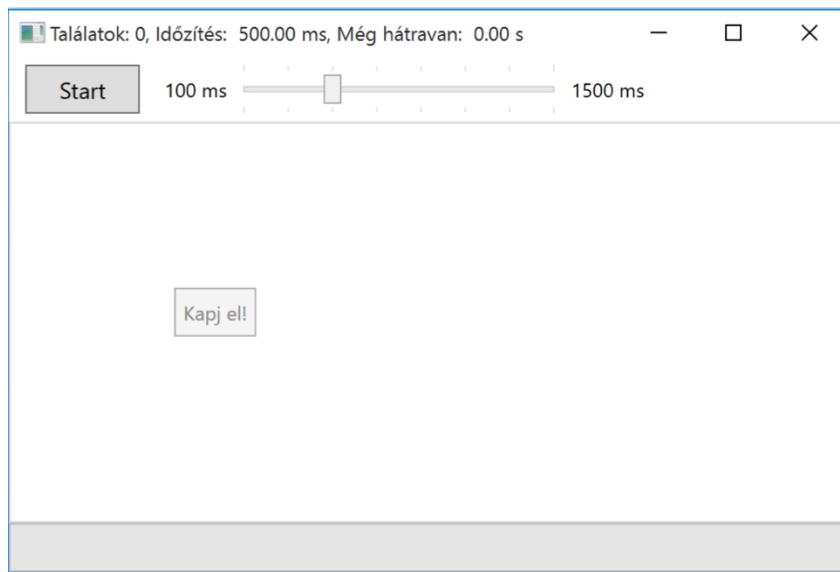 Találatok: 0, Időzítés:  500.00 ms, Még hátravan:  0.00 s
Start 100 ms 1500 ms
Kapj el!